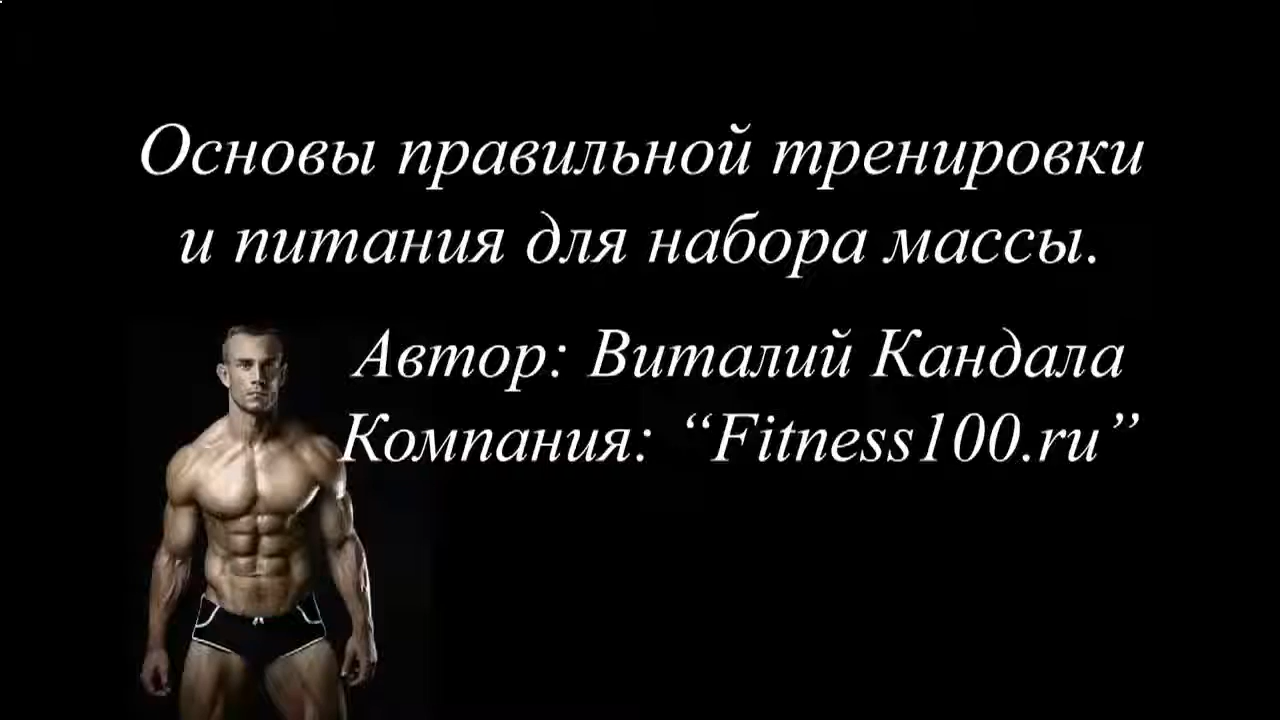 Основы правильной тренировки
и питания для набора массы.
Автор: Виталий Кандала
Компания: “Fitness100.ru”